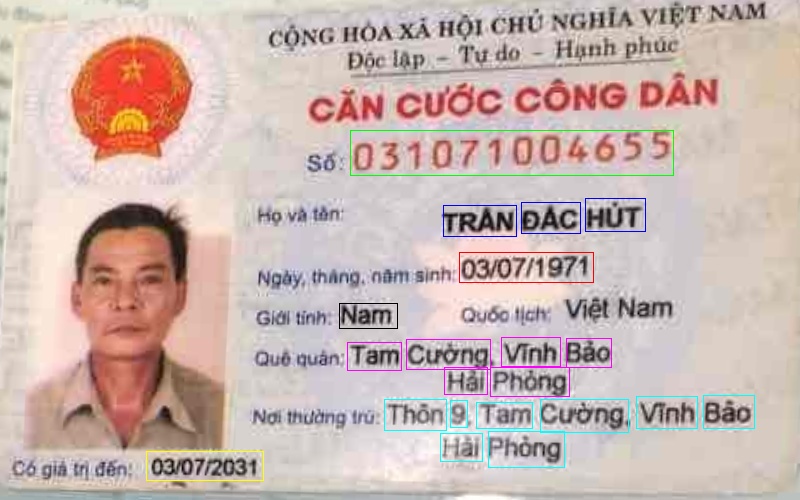 CỘNG HÒA XÃ HỘI CHỦ NGHĨA VIỆT NAM
Độc lập - Tự do - Hạnh phúc
CĂN CƯỚC CÔNG DÂN
Số: 031071004655
Họ và tên: TRẦN ĐẮC HÚT
Ngày, tháng, năm sinh: 03/07/1971
Giới tính: Nam Quốc tịch: Việt Nam
Quê quán: Tam Cường, Vĩnh Bảo
Hải Phòng
Nơi thường trú: Thôn 9, Tam Cường, Vĩnh Bảo
Hải Phòng
Có giá trị đến: 03/07/2031